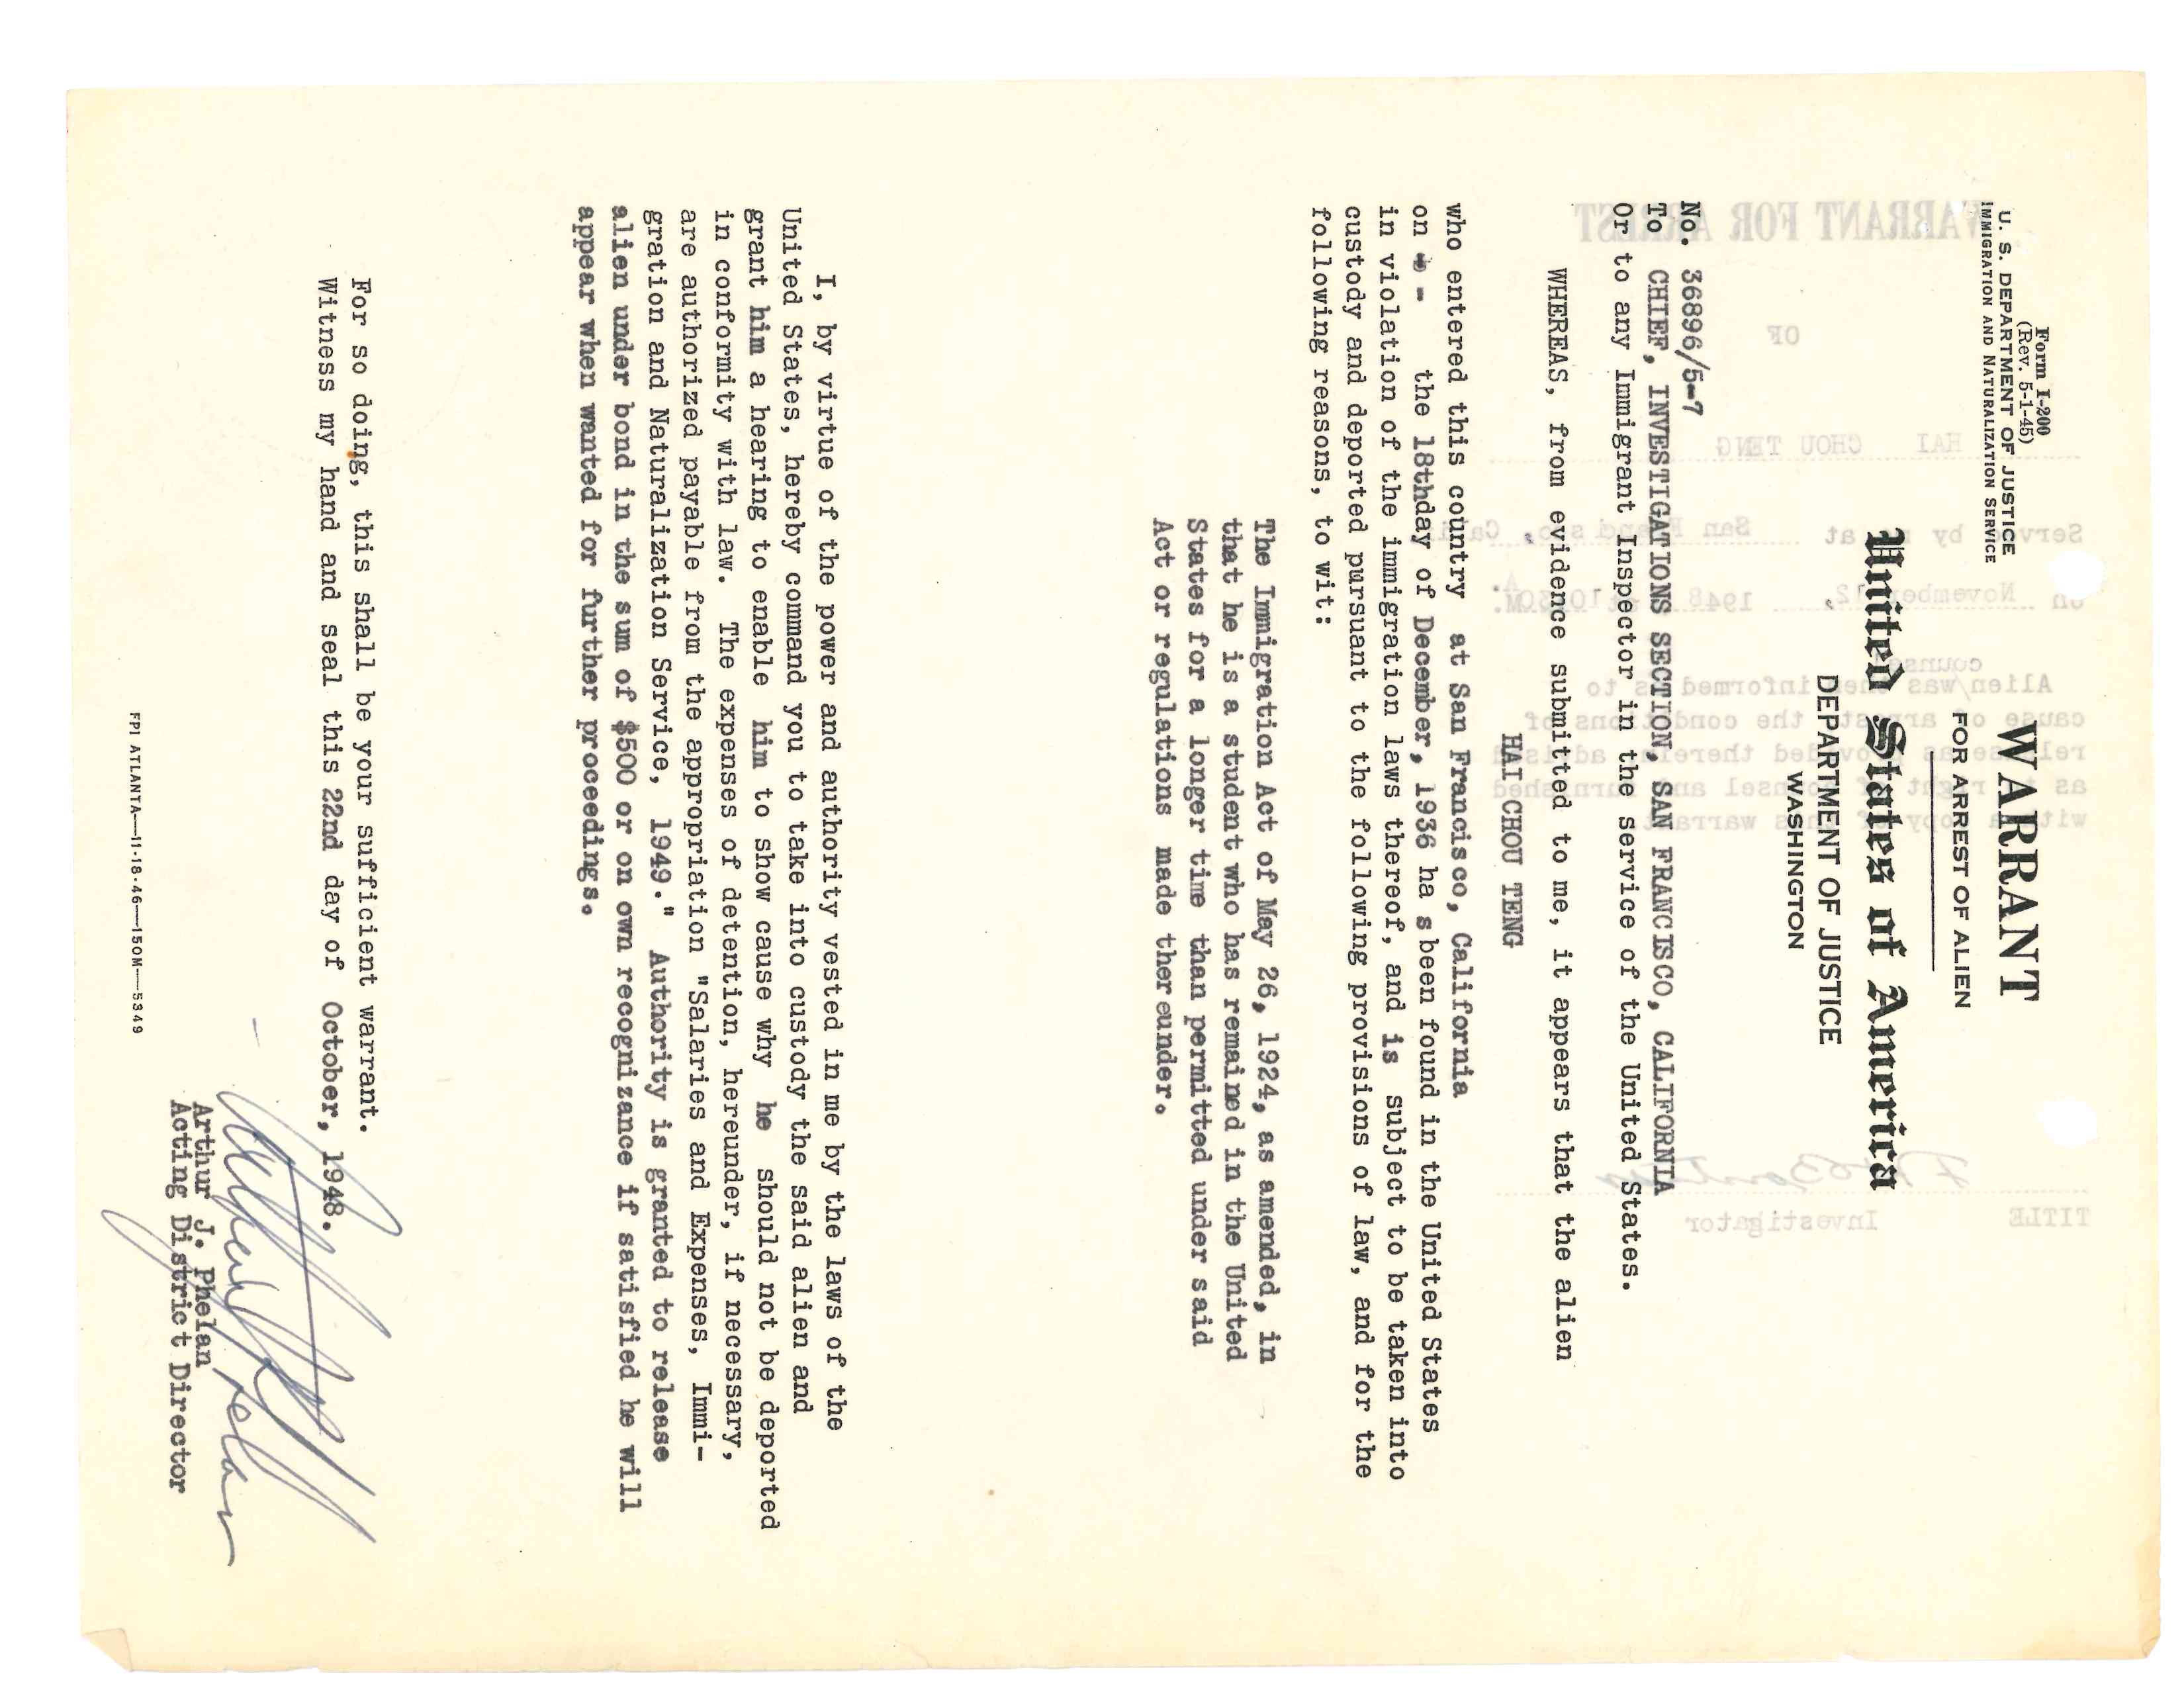 Form I-200
(Rev. 5-1-45)
U. S. DEPARTMENT OF JUSTICE
IMMIGRATION AND NATURALIZATION SERVICE
WARRANT
FOR ARREST OF ALIEN
United States of America
DEPARTMENT OF JUSTICE
WASHINGTON
No. 36896/5-7
To CHIEF, INVESTIGATIONS SECTION, SAN FRANCISCO, CALIFORNIA
Or to any Immigrant Inspector in the service of the United States.
WHEREAS, from evidence submitted to me, it appears that the alien
HAI CHOU TENG
who entered this country at San Francisco, California
on - the 18thday of December, 1936 ha s been found in the United States
in violation of the immigration laws thereof, and is subject to be taken into
custody and deported pursuant to the following provisions of law, and for the
following reasons, to wit:
The Immigration Act of May 26, 1924, as amended, in
that he is a student who has remained in the United
States for a longer time than permitted under said
Act or regulations made thereunder.
I, by virtue of the power and authority vested in me by the laws of the
United States, hereby command you to take into custody the said alien and
grant him a hearing to enable him to show cause why he should not be deported
in conformity with law. The expenses of detention, hereunder, if necessary,
are authorized payable from the appropriation "Salaries and Expenses, Immi-
gration and Naturalization Service, 1949." Authority is granted to release
alien under bond in the sum of $500 or on own recognizance if satisfied he will
appear when wanted for further proceedings.
For so doing, this shall be your sufficient warrant.
Witness my hand and seal this 22nd day of October, 1948.
Arthur J. Phelan
Arthur J. Phelan
Acting District Director
FPI ATLANTA—11-18-46—150M—5349